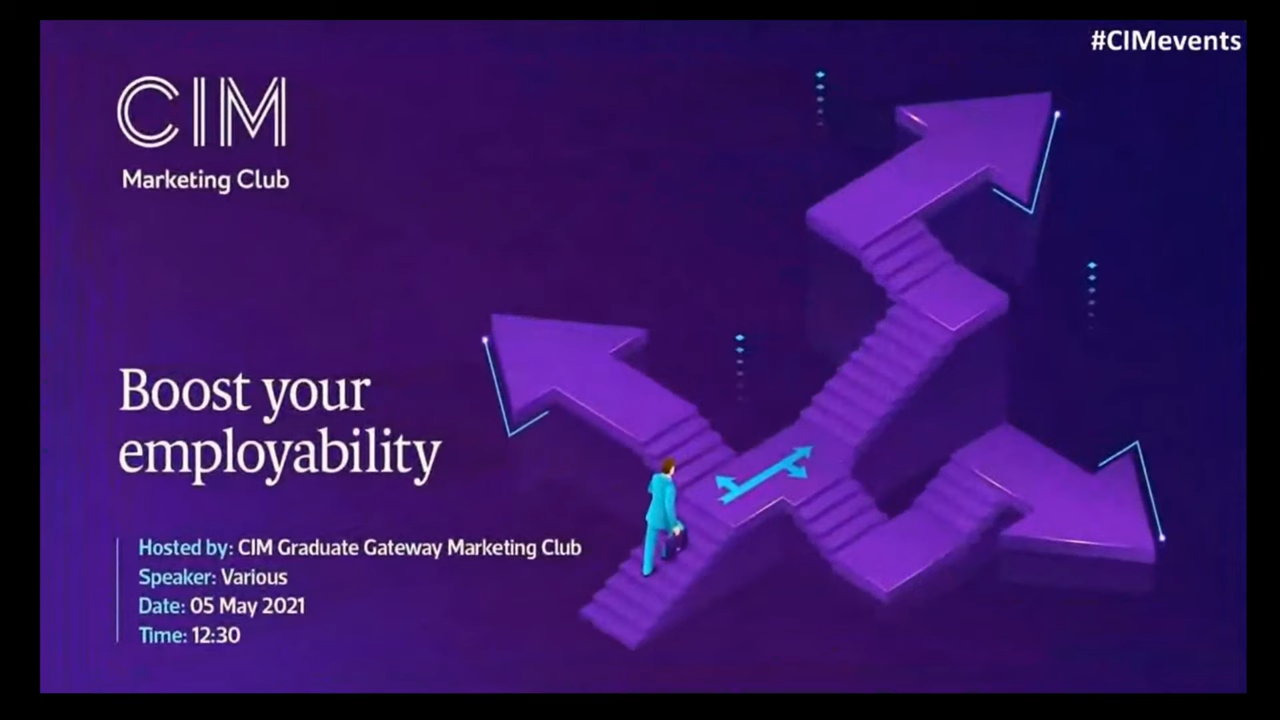 #CIMevents
CIM
Marketing Club
Boost your
employability
Hosted by: CIM Graduate Gateway Marketing Club
Speaker: Various
Date: 05 May 2021
Time: 12:30